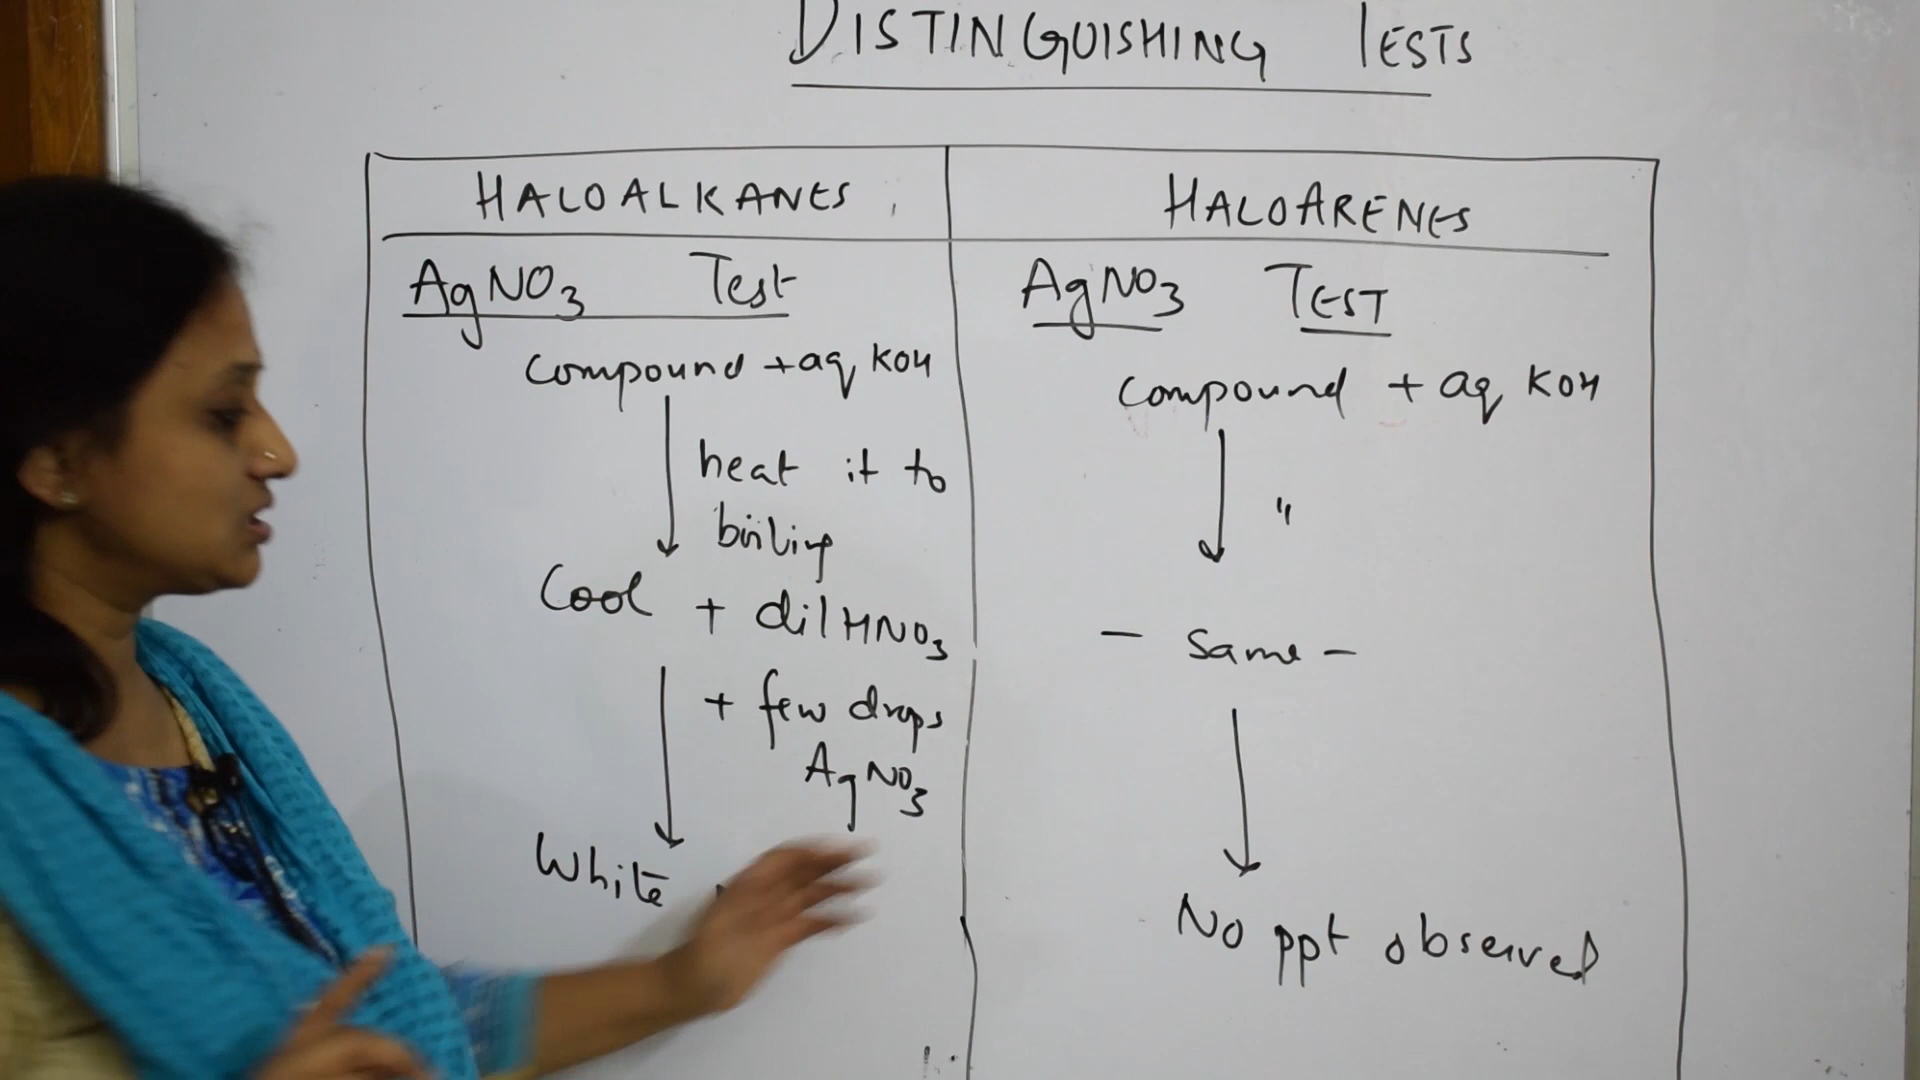 DISTINGUISHING TESTS
HALOALKANES
AgNO3 Test
Compound + aq KOH
heat it to
boiling
Cool + dil HNO3
+ few drops
AgNO3
White
HALOARENES
AgNO3 TEST
Compound + aq KOH
"
- Same -
No ppt observed